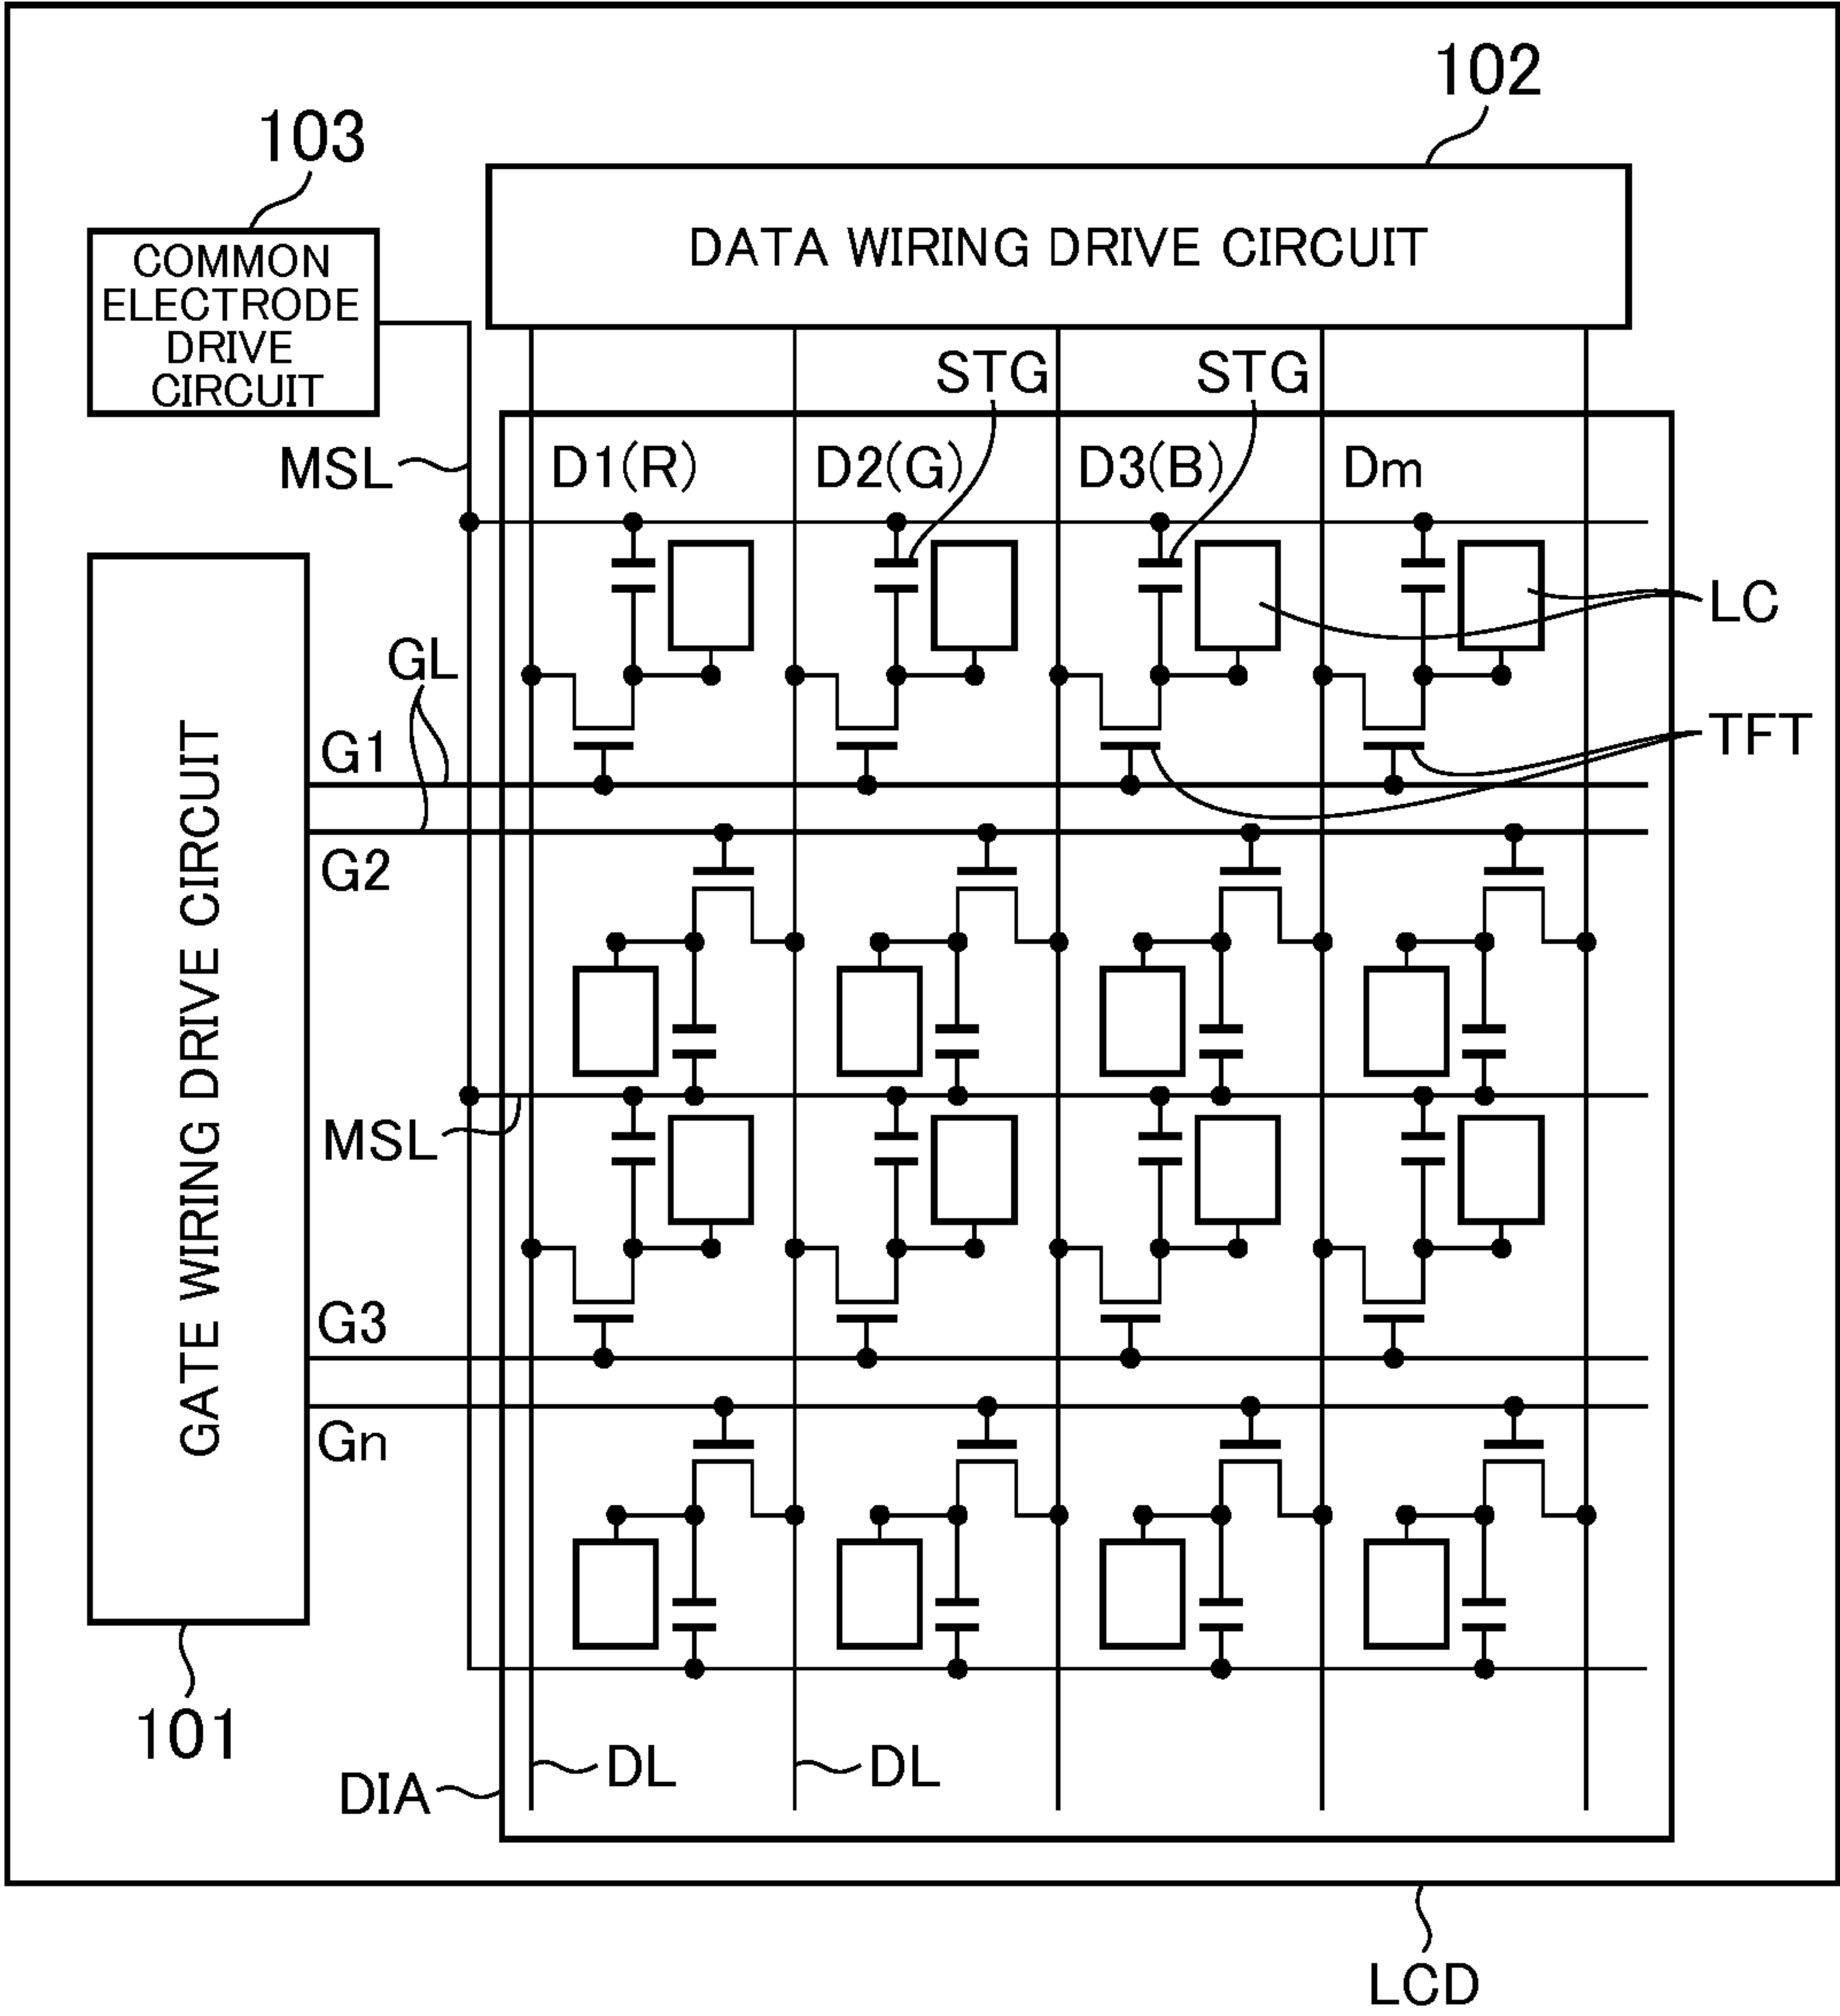 102
103
DATA WIRING DRIVE CIRCUIT
COMMON
ELECTRODE
DRIVE
CIRCUIT
STG
STG
MSL
D1(R)
D2(G)
D3(B)
Dm
LC
GL
TFT
G1
G2
GATE WIRING DRIVE CIRCUIT
MSL
G3
Gn
101
DIA
DL
DL
LCD